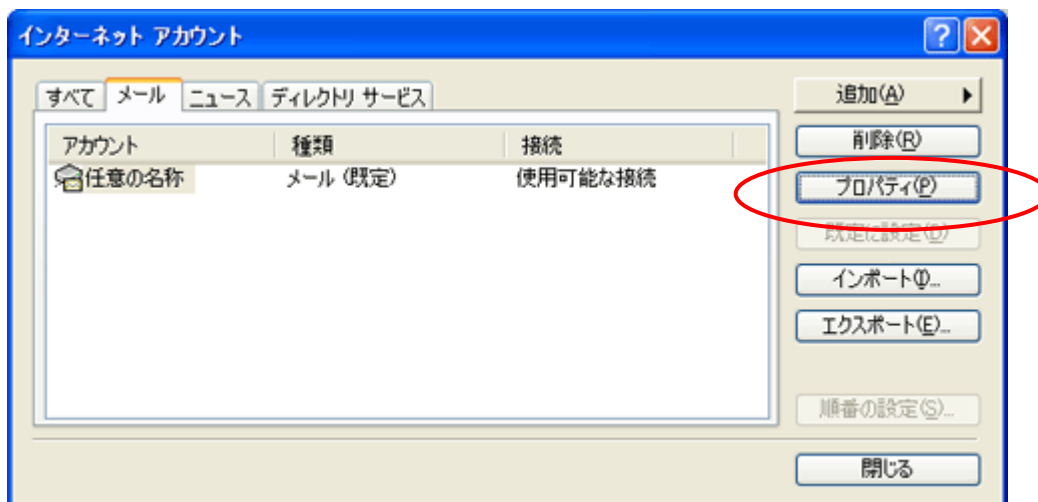 インターネット アカウント
すべて メール ニュース ディレクトリ サービス
追加(A)
アカウント 種類 接続
削除(R)
任意の名称 メール (既定) 使用可能な接続
プロパティ(P)
既定に設定(D)
インポート(I)...
エクスポート(E)...
順番の設定(S)...
閉じる